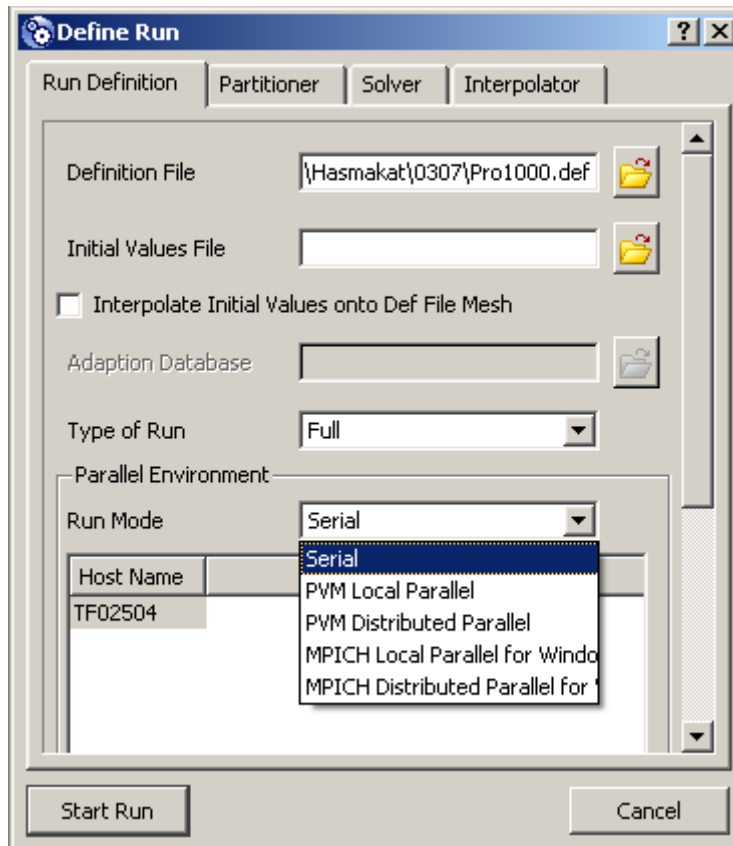 Define Run
Run Definition Partitioner Solver Interpolator
Definition File \Hasmakat\0307\Pro1000.def
Initial Values File
Interpolate Initial Values onto Def File Mesh
Adaption Database
Type of Run Full
Parallel Environment
Run Mode Serial
Serial
Host Name
PVM Local Parallel
TF02504
PVM Distributed Parallel
MPICH Local Parallel for Windo
MPICH Distributed Parallel for '
Start Run Cancel